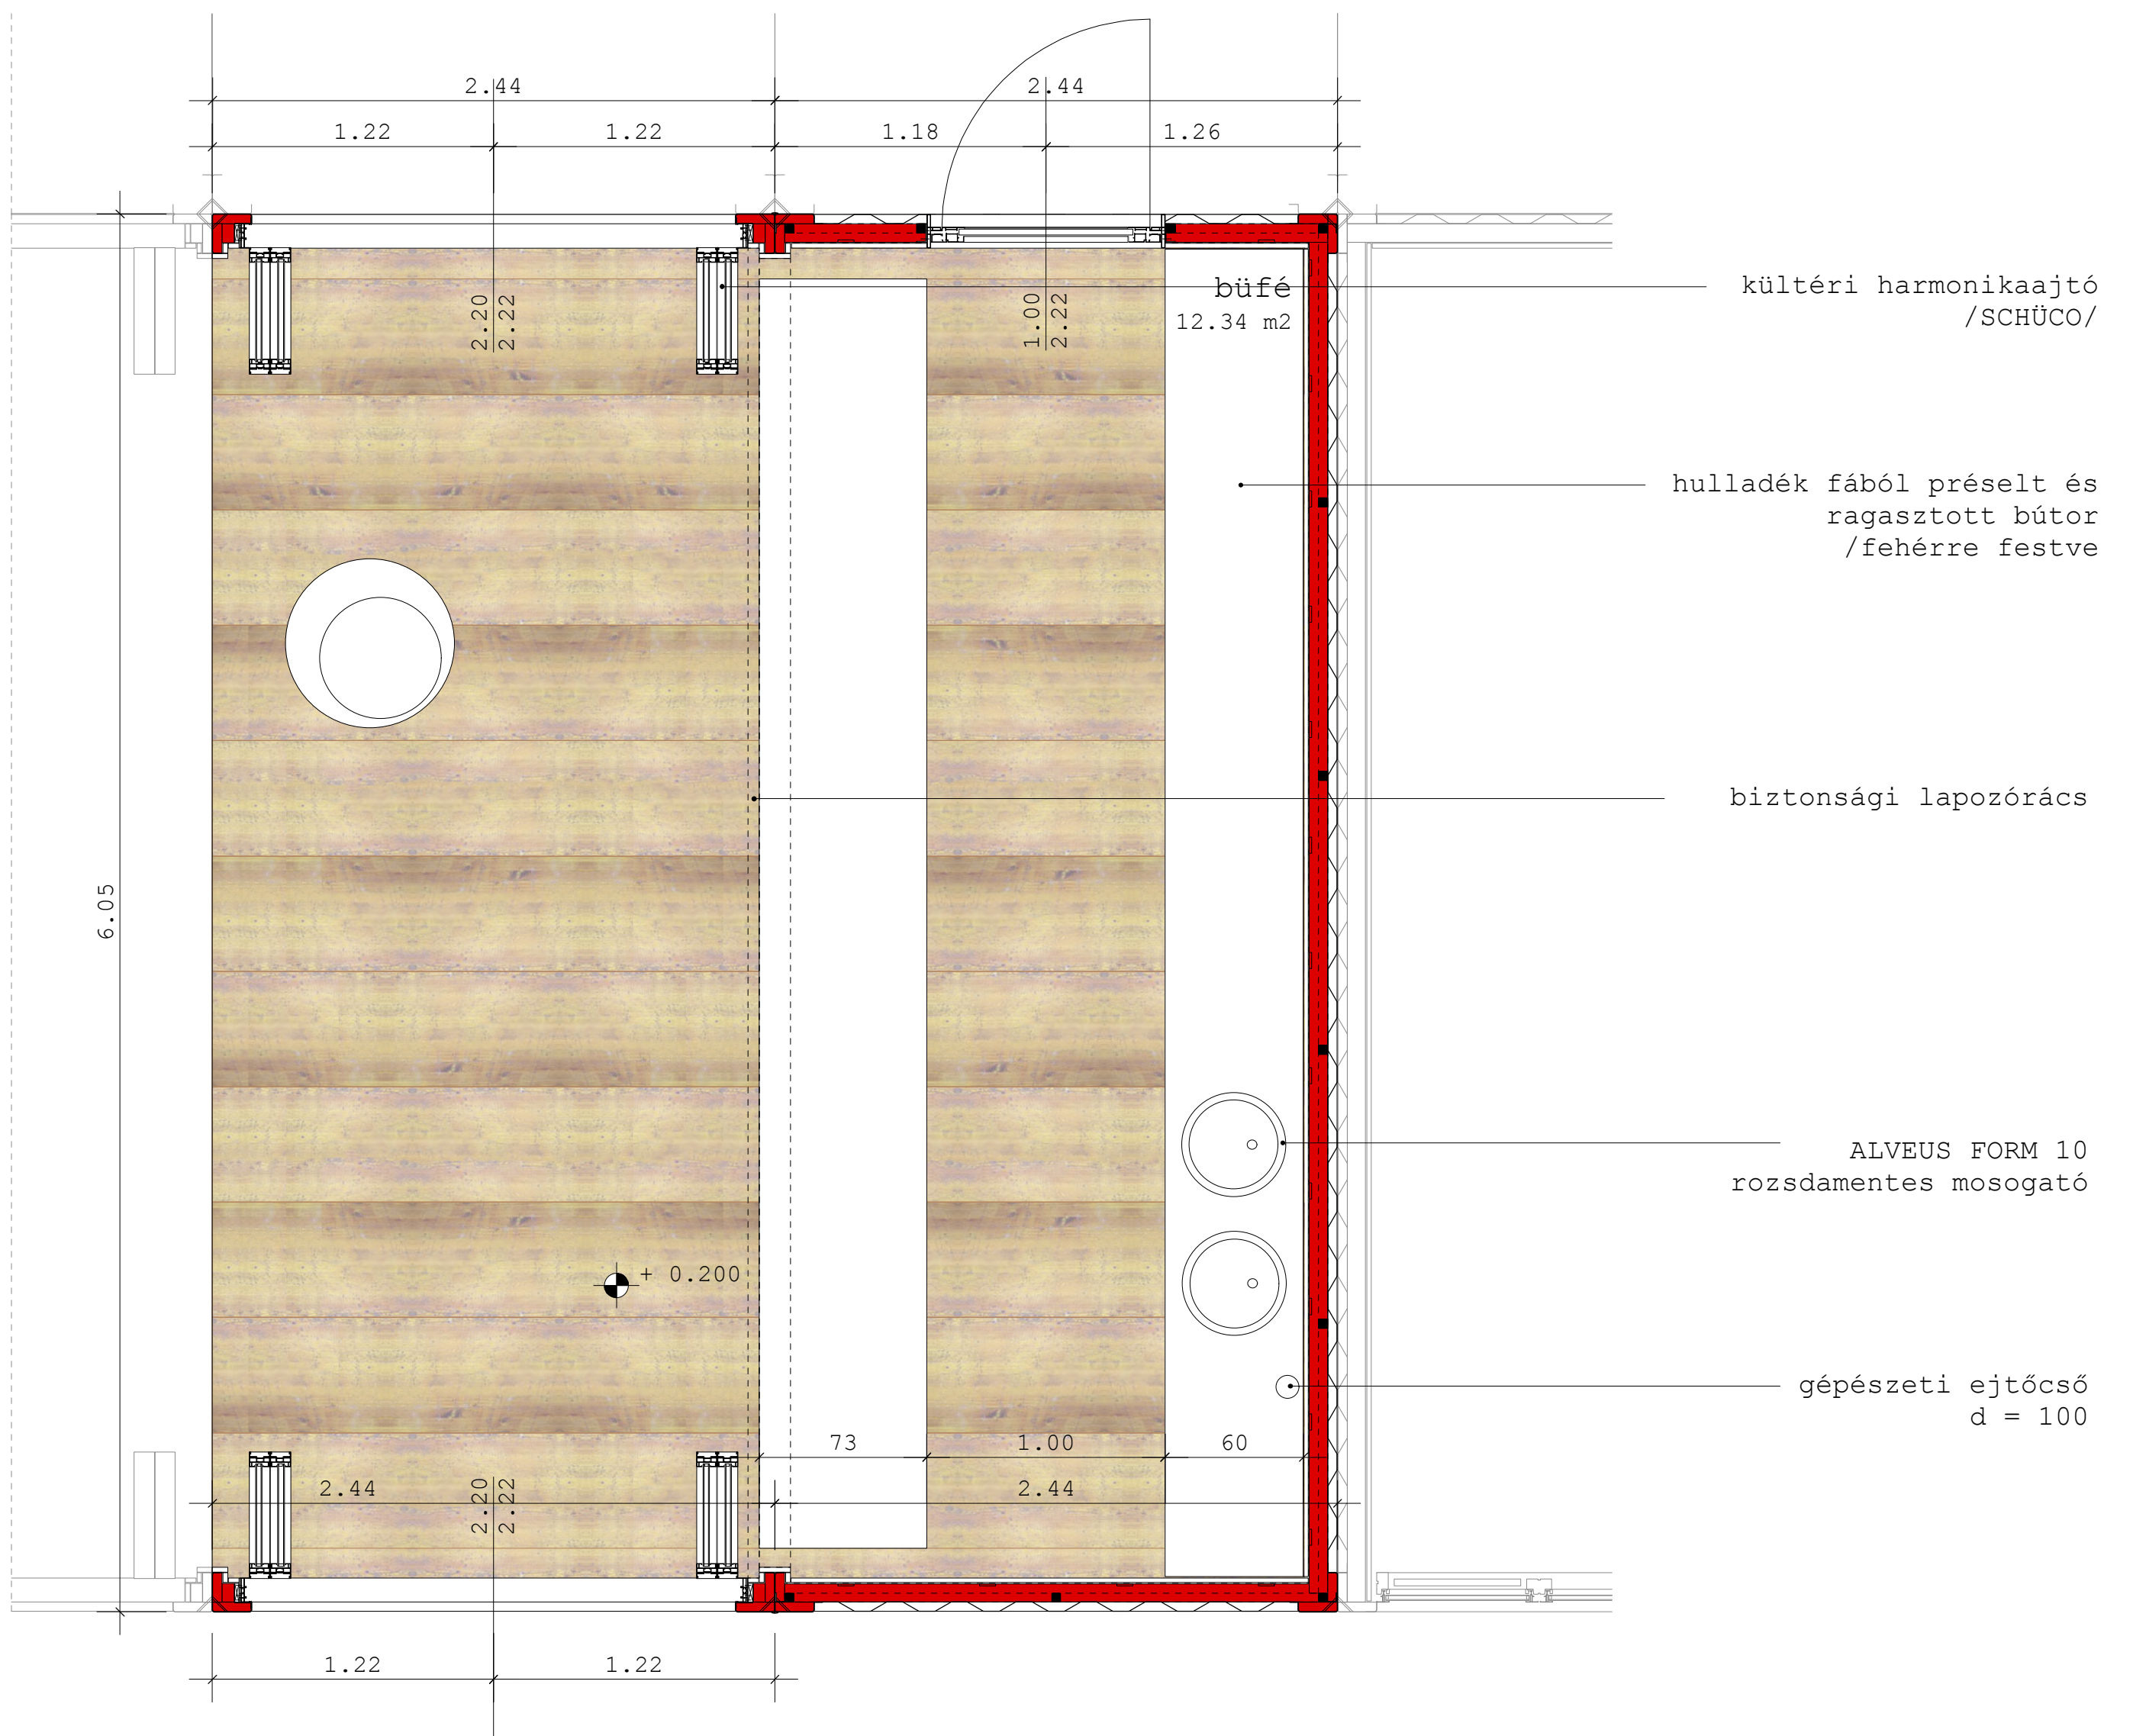 2.44
2.44
1.22
1.22
1.18
1.26
büfé
12.34 m2
2.20
2.22
1.00
2.22
kültéri harmonikaajtó
/SCHÜCO/
hulladék fából préselt és
ragasztott bútor
/fehérre festve
biztonsági lapozórács
6.05
ALVEUS FORM 10
rozsdamentes mosogató
+ 0.200
gépészeti ejtőcső
d = 100
73
1.00
60
2.44
2.20
2.22
2.44
1.22
1.22